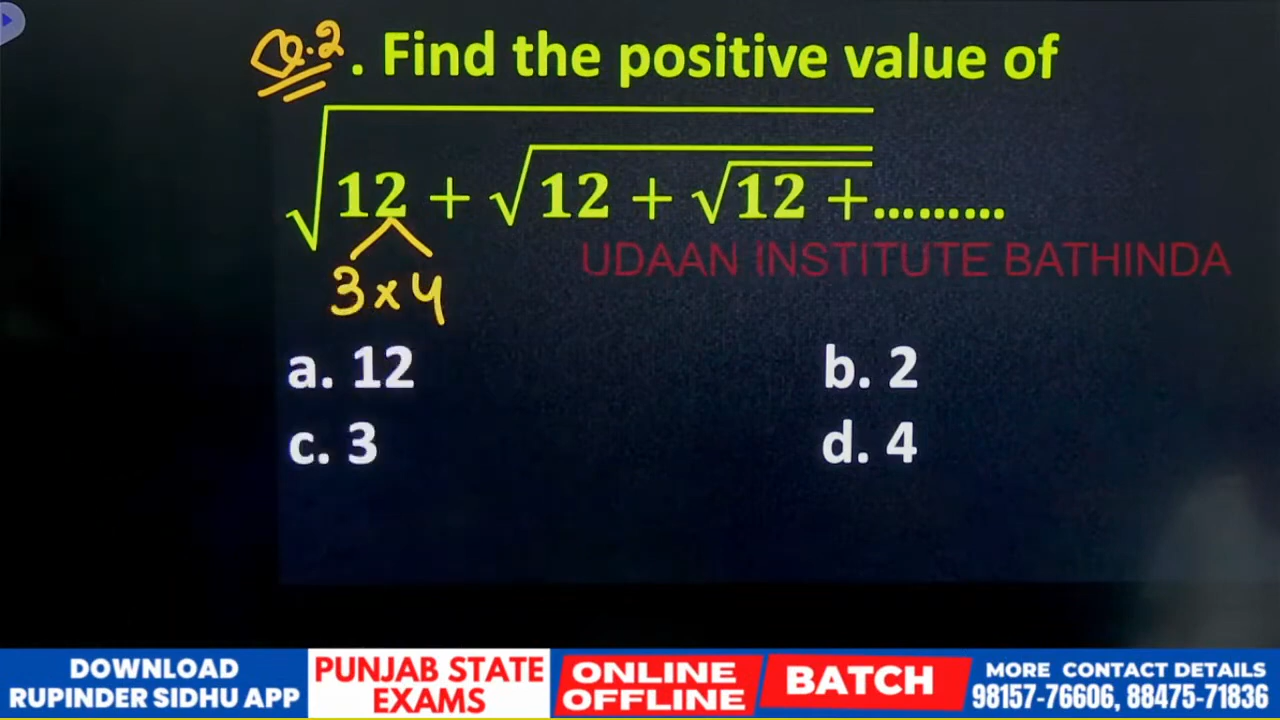 Q.2 . Find the positive value of
√12 + √12 + √12 +.........
3 × 4
UDAAN INSTITUTE BATHINDA
a. 12
b. 2
c. 3
d. 4
DOWNLOAD
RUPINDER SIDHU APP
PUNJAB STATE
EXAMS
ONLINE
OFFLINE
BATCH
MORE CONTACT DETAILS
98157-76606, 88475-71836